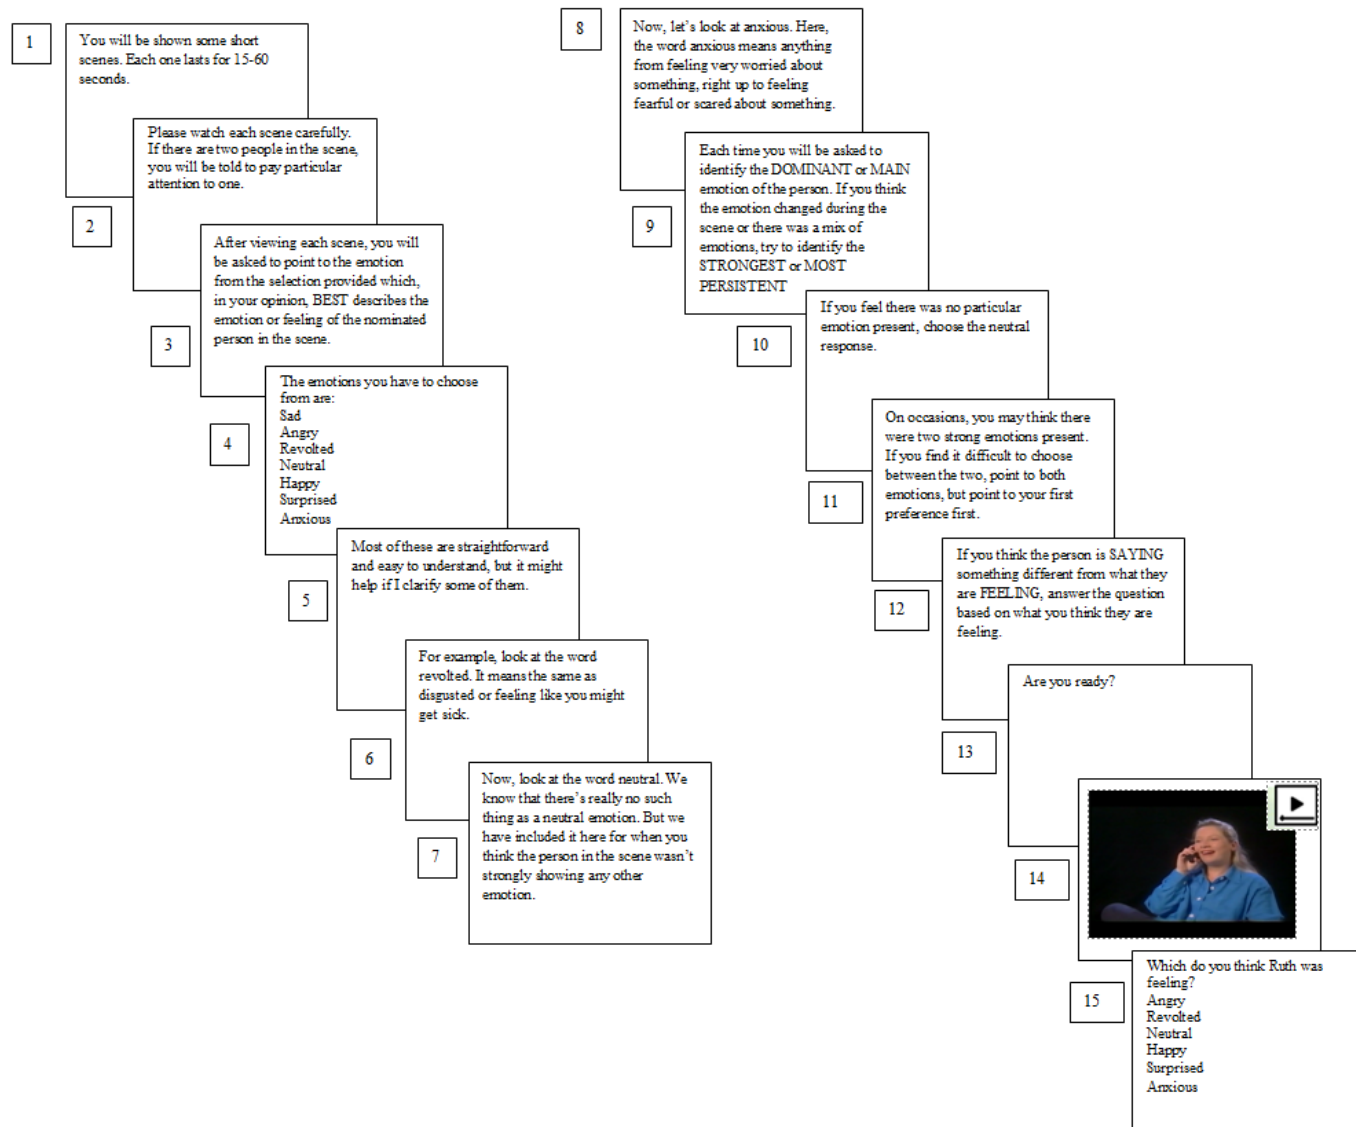 1
You will be shown some short
scenes. Each one lasts for 15-60
seconds.
2
Please watch each scene carefully.
If there are two people in the scene,
you will be told to pay particular
attention to one.
3
After viewing each scene, you will
be asked to point to the emotion
from the selection provided which,
in your opinion, BEST describes the
emotion or feeling of the nominated
person in the scene.
4
The emotions you have to choose
from are:
Sad
Angry
Revolted
Neutral
Happy
Surprised
Anxious
5
Most of these are straightforward
and easy to understand, but it might
help if I clarify some of them.
6
For example, look at the word
revolted. It means the same as
disgusted or feeling like you might
get sick.
7
Now, look at the word neutral. We
know that there's really no such
thing as a neutral emotion. But we
have included it here for when you
think the person in the scene wasn't
strongly showing any other
emotion.
8
Now, let's look at anxious. Here,
the word anxious means anything
from feeling very worried about
something, right up to feeling
fearful or scared about something.
9
Each time you will be asked to
identify the DOMINANT or MAIN
emotion of the person. If you think
the emotion changed during the
scene or there was a mix of
emotions, try to identify the
STRONGEST or MOST
PERSISTENT
10
If you feel there was no particular
emotion present, choose the neutral
response.
11
On occasions, you may think there
were two strong emotions present.
If you find it difficult to choose
between the two, point to both
emotions, but point to your first
preference first.
12
If you think the person is SAYING
something different from what they
are FEELING, answer the question
based on what you think they are
feeling.
13
Are you ready?
14
15
Which do you think Ruth was
feeling?
Angry
Revolted
Neutral
Happy
Surprised
Anxious